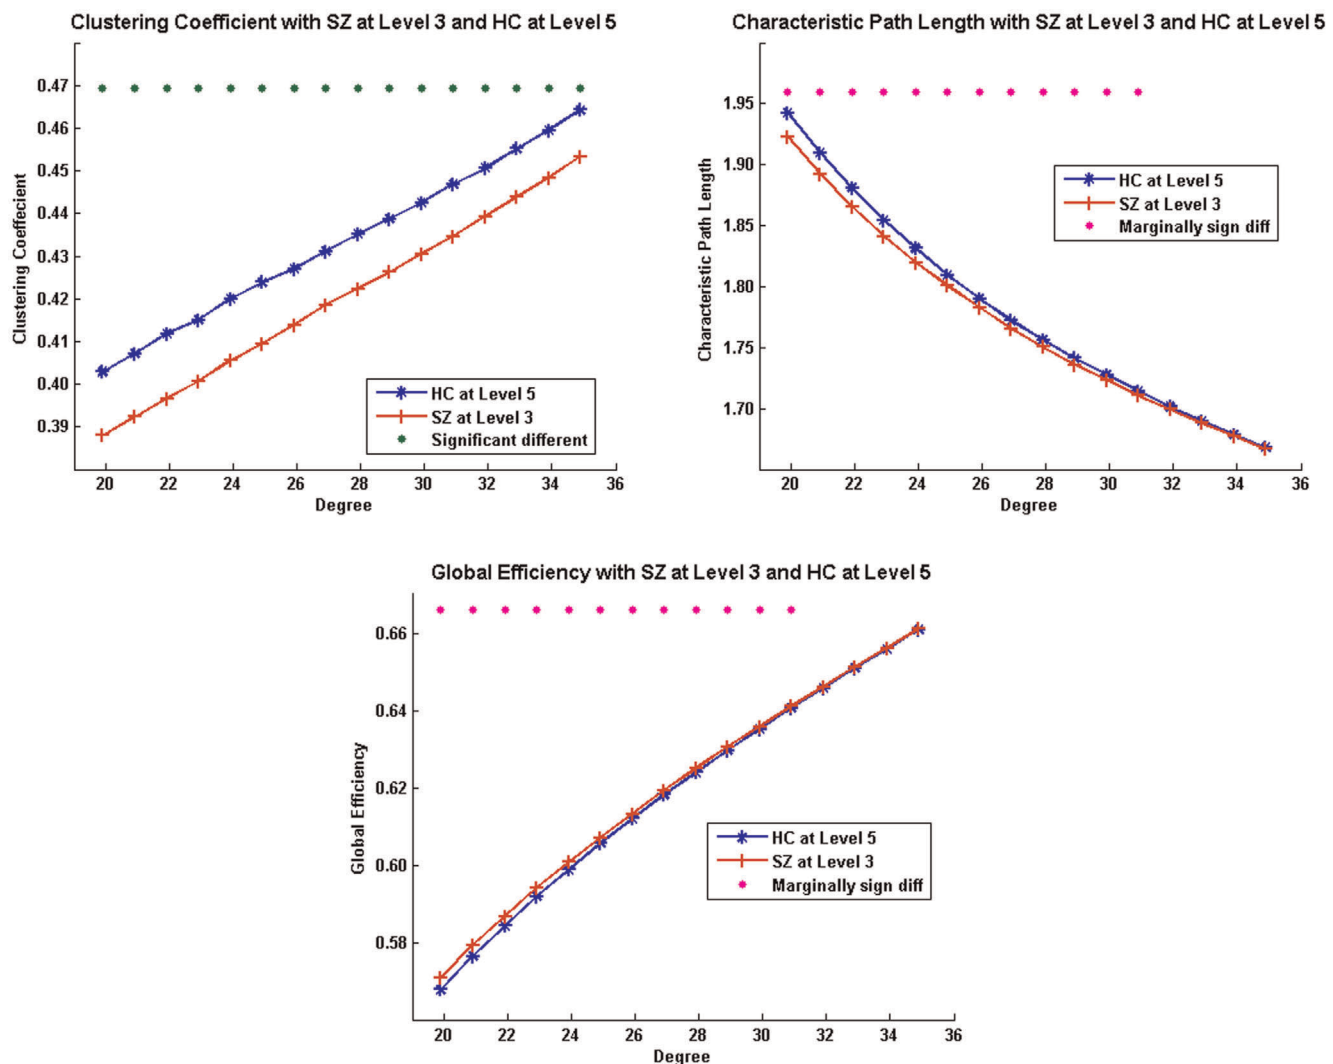 Clustering Coefficient with SZ at Level 3 and HC at Level 5
0.47
0.46
0.45
0.44
0.43
0.42
0.41
0.40
0.39
Clustering Coeffecient
HC at Level 5
SZ at Level 3
Significant different
20 22 24 26 28 30 32 34 36
Degree
Characteristic Path Length with SZ at Level 3 and HC at Level 5
1.95
1.90
1.85
1.80
1.75
1.70
Characteristic Path Length
HC at Level 5
SZ at Level 3
Marginally sign diff
20 22 24 26 28 30 32 34 36
Degree
Global Efficiency with SZ at Level 3 and HC at Level 5
0.66
0.64
0.62
0.60
0.58
Global Efficiency
HC at Level 5
SZ at Level 3
Marginally sign diff
20 22 24 26 28 30 32 34 36
Degree